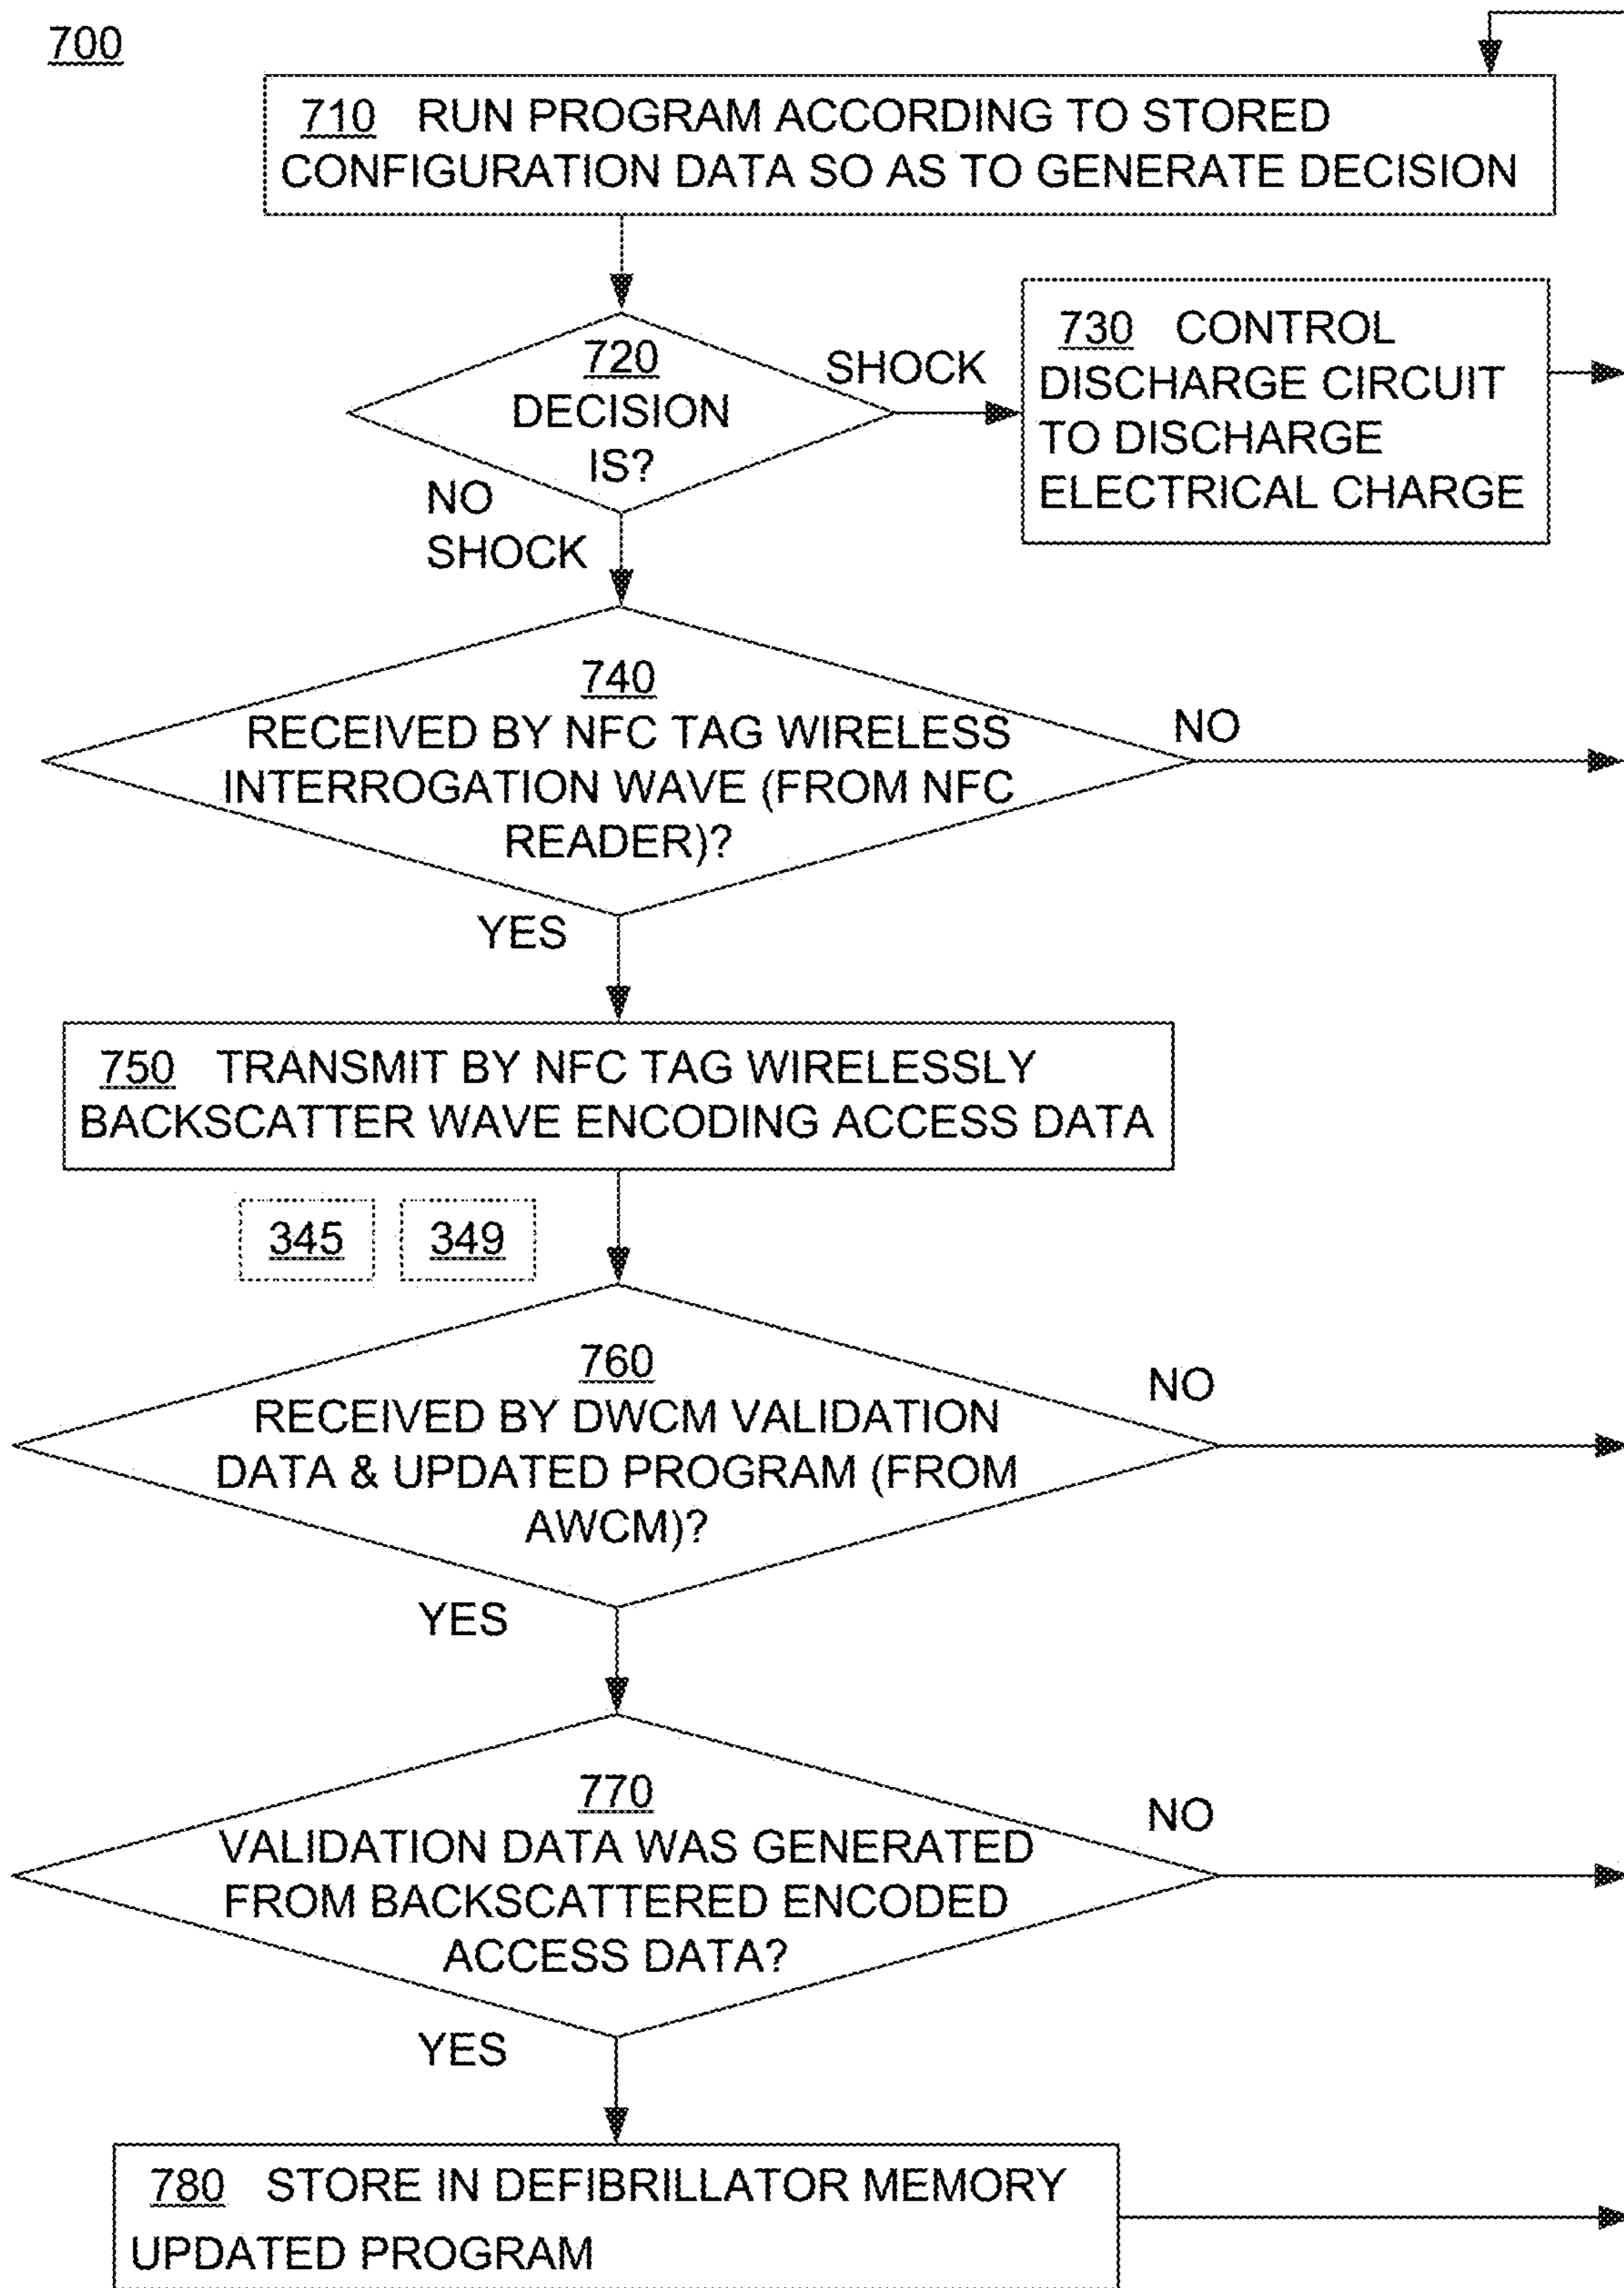 700
710 RUN PROGRAM ACCORDING TO STORED
CONFIGURATION DATA SO AS TO GENERATE DECISION
720
DECISION
IS?
SHOCK
730 CONTROL
DISCHARGE CIRCUIT
TO DISCHARGE
ELECTRICAL CHARGE
NO
SHOCK
740
RECEIVED BY NFC TAG WIRELESS
INTERROGATION WAVE (FROM NFC
READER)?
NO
YES
750 TRANSMIT BY NFC TAG WIRELESSLY
BACKSCATTER WAVE ENCODING ACCESS DATA
345 349
760
RECEIVED BY DWCM VALIDATION
DATA & UPDATED PROGRAM (FROM
AWCM)?
NO
YES
770
VALIDATION DATA WAS GENERATED
FROM BACKSCATTERED ENCODED
ACCESS DATA?
NO
YES
780 STORE IN DEFIBRILLATOR MEMORY
UPDATED PROGRAM